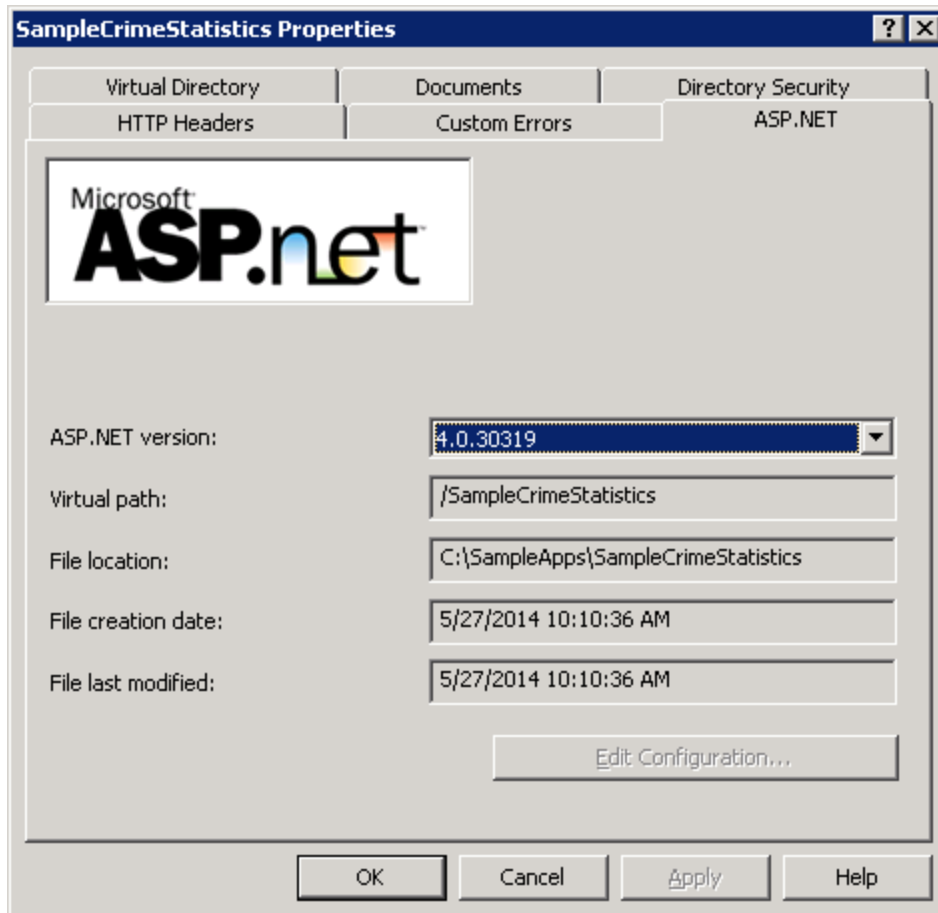 SampleCrimeStatistics Properties
Virtual Directory Documents Directory Security
HTTP Headers Custom Errors ASP.NET
Microsoft
ASP.net
ASP.NET version: 4.0.30319
Virtual path: /SampleCrimeStatistics
File location: C:\SampleApps\SampleCrimeStatistics
File creation date: 5/27/2014 10:10:36 AM
File last modified: 5/27/2014 10:10:36 AM
Edit Configuration...
OK Cancel Apply Help